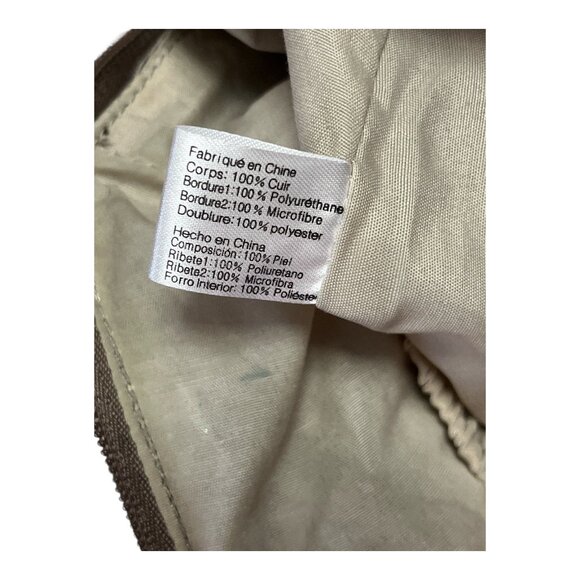 Fabriqué en Chine
Corps: 100% Cuir
Bordure1:100% Polyuréthane
Bordure2:100% Microfibre
Doublure: 100% polyester
Hecho en China
Composición:100% Piel
Ribete1:100% Poliuretano
Ribete2:100% Microfibra
Forro Interior: 100% Poliéster